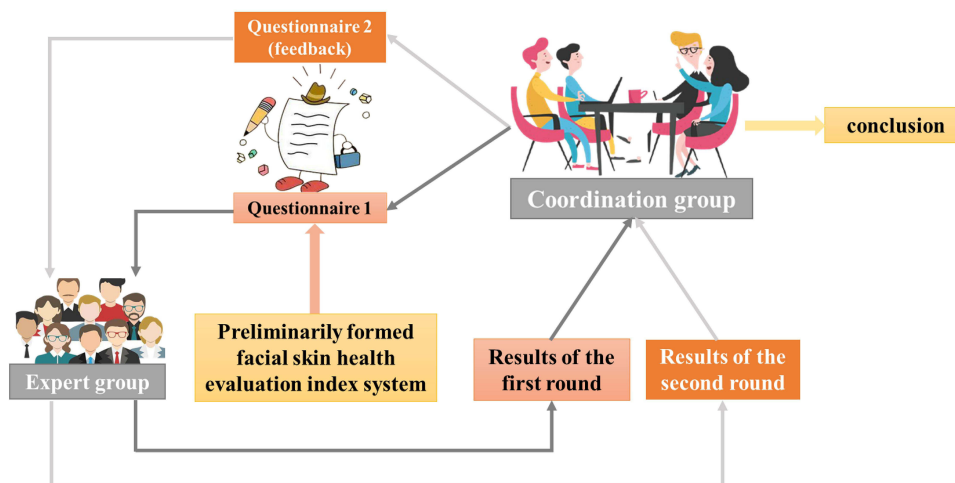 Questionnaire 2
(feedback)
conclusion
Questionnaire 1
Coordination group
Preliminarily formed
facial skin health
evaluation index system
Results of the
first round
Results of the
second round
Expert group